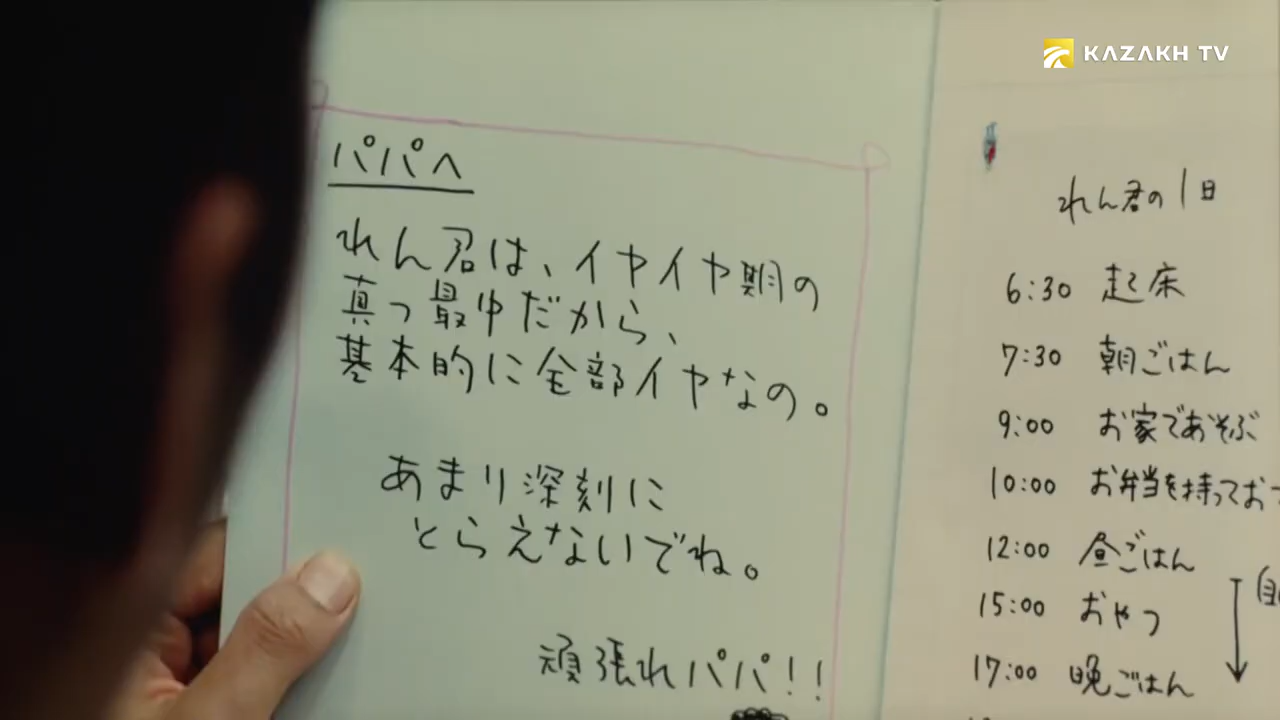 KAZAKH TV
パパへ
れん君は、イヤイヤ期の
真っ最中だから、
基本的に全部イヤなの。
あまり深刻に
とらえないでね。
頑張れパパ!!
れん君の1日
6:30 起床
7:30 朝ごはん
9:00 お家であそぶ
10:00 お弁当を持ってお
12:00 昼ごはん
15:00 おやつ
17:00 晩ごはん